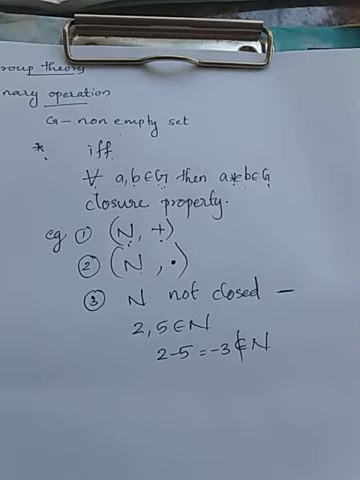 roup theory
nary operation
G - non empty set
* iff
∀ a, b ∈ G then a * b ∈ G
closure property.
eg ① (N, +)
② (N, •)
③ N not closed -
2, 5 ∈ N
2-5 = -3 ∉ N